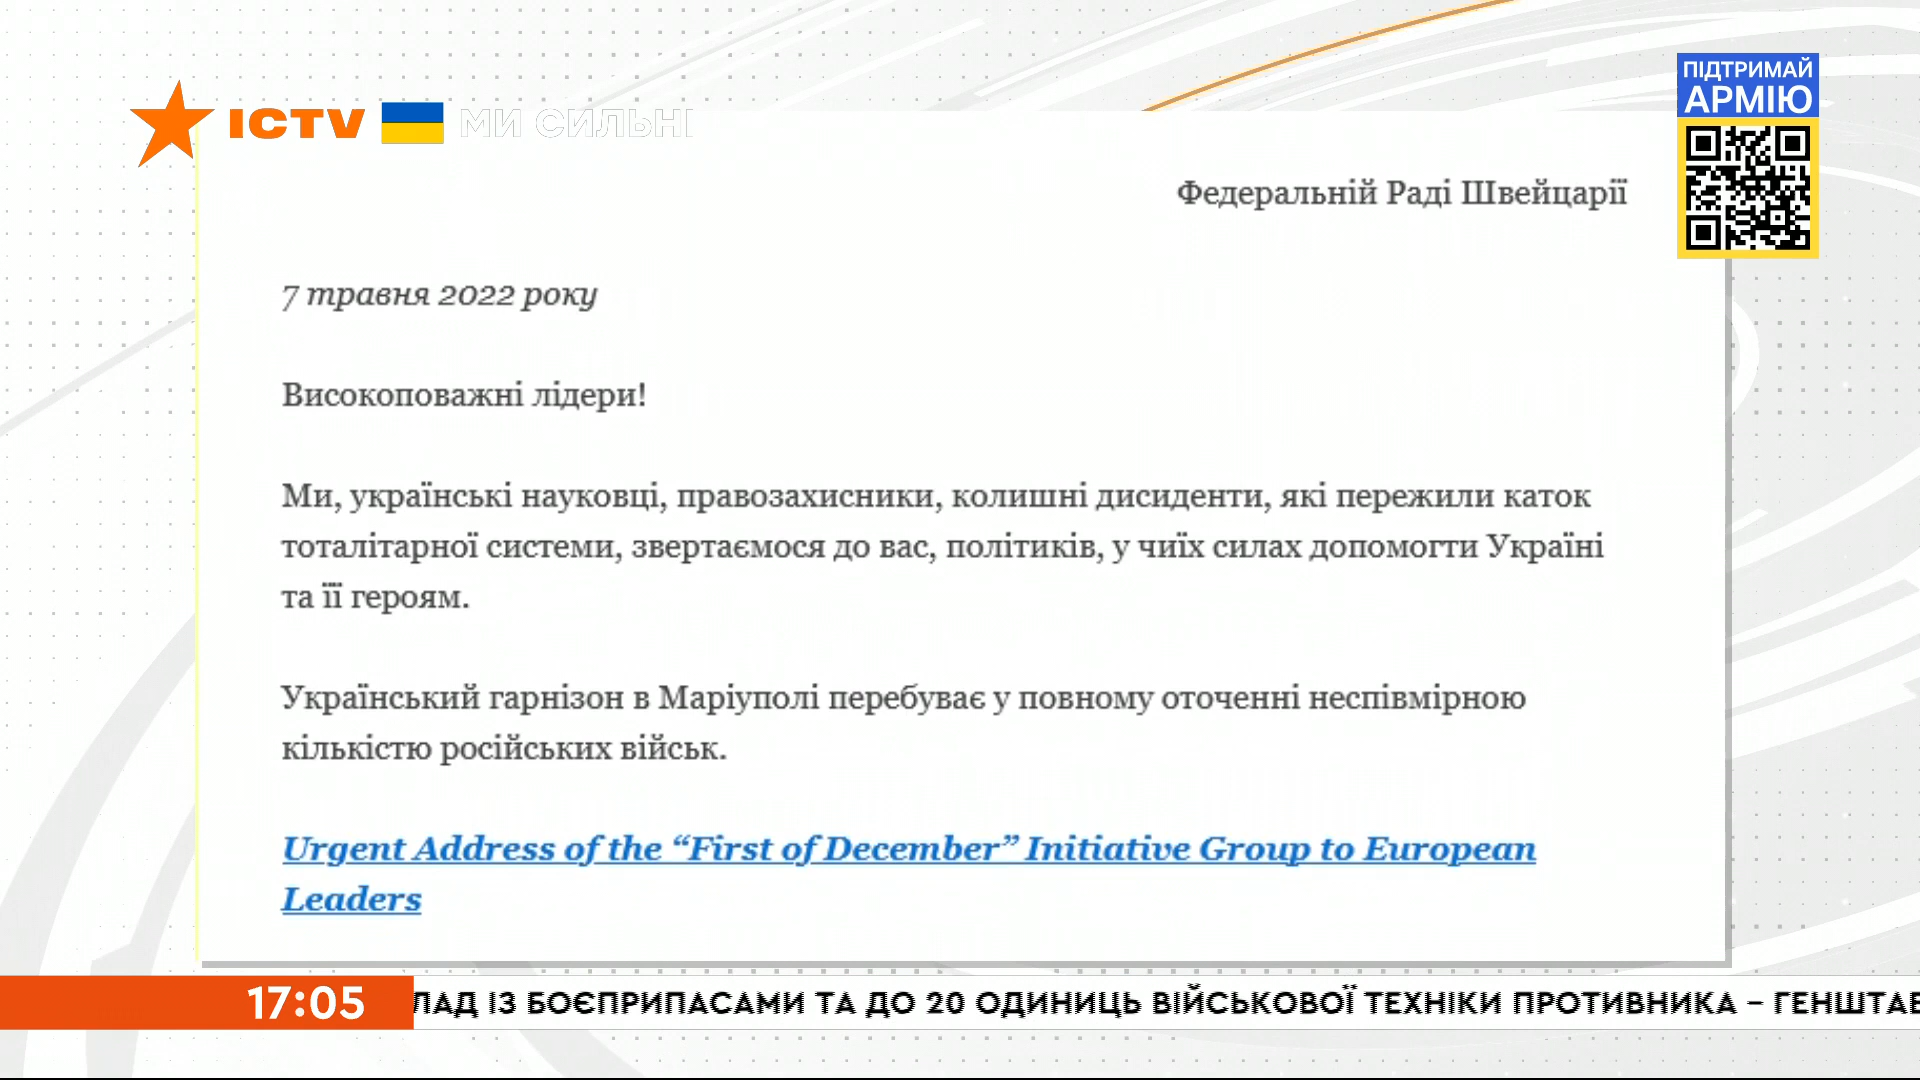 ICTV МИ СИЛЬНІ
ПІДТРИМАЙ
АРМІЮ
Федеральній Раді Швейцарії
7 травня 2022 року
Високоповажні лідери!
Ми, українські науковці, правозахисники, колишні дисиденти, які пережили каток
тоталітарної системи, звертаємося до вас, політиків, у чиїх силах допомогти Україні
та її героям.
Український гарнізон в Маріуполі перебуває у повному оточенні неспівмірною
кількістю російських військ.
Urgent Address of the “First of December” Initiative Group to European
Leaders
17:05 ЛАД ІЗ БОЄПРИПАСАМИ ТА ДО 20 ОДИНИЦЬ ВІЙСЬКОВОЇ ТЕХНІКИ ПРОТИВНИКА – ГЕНШТАБ